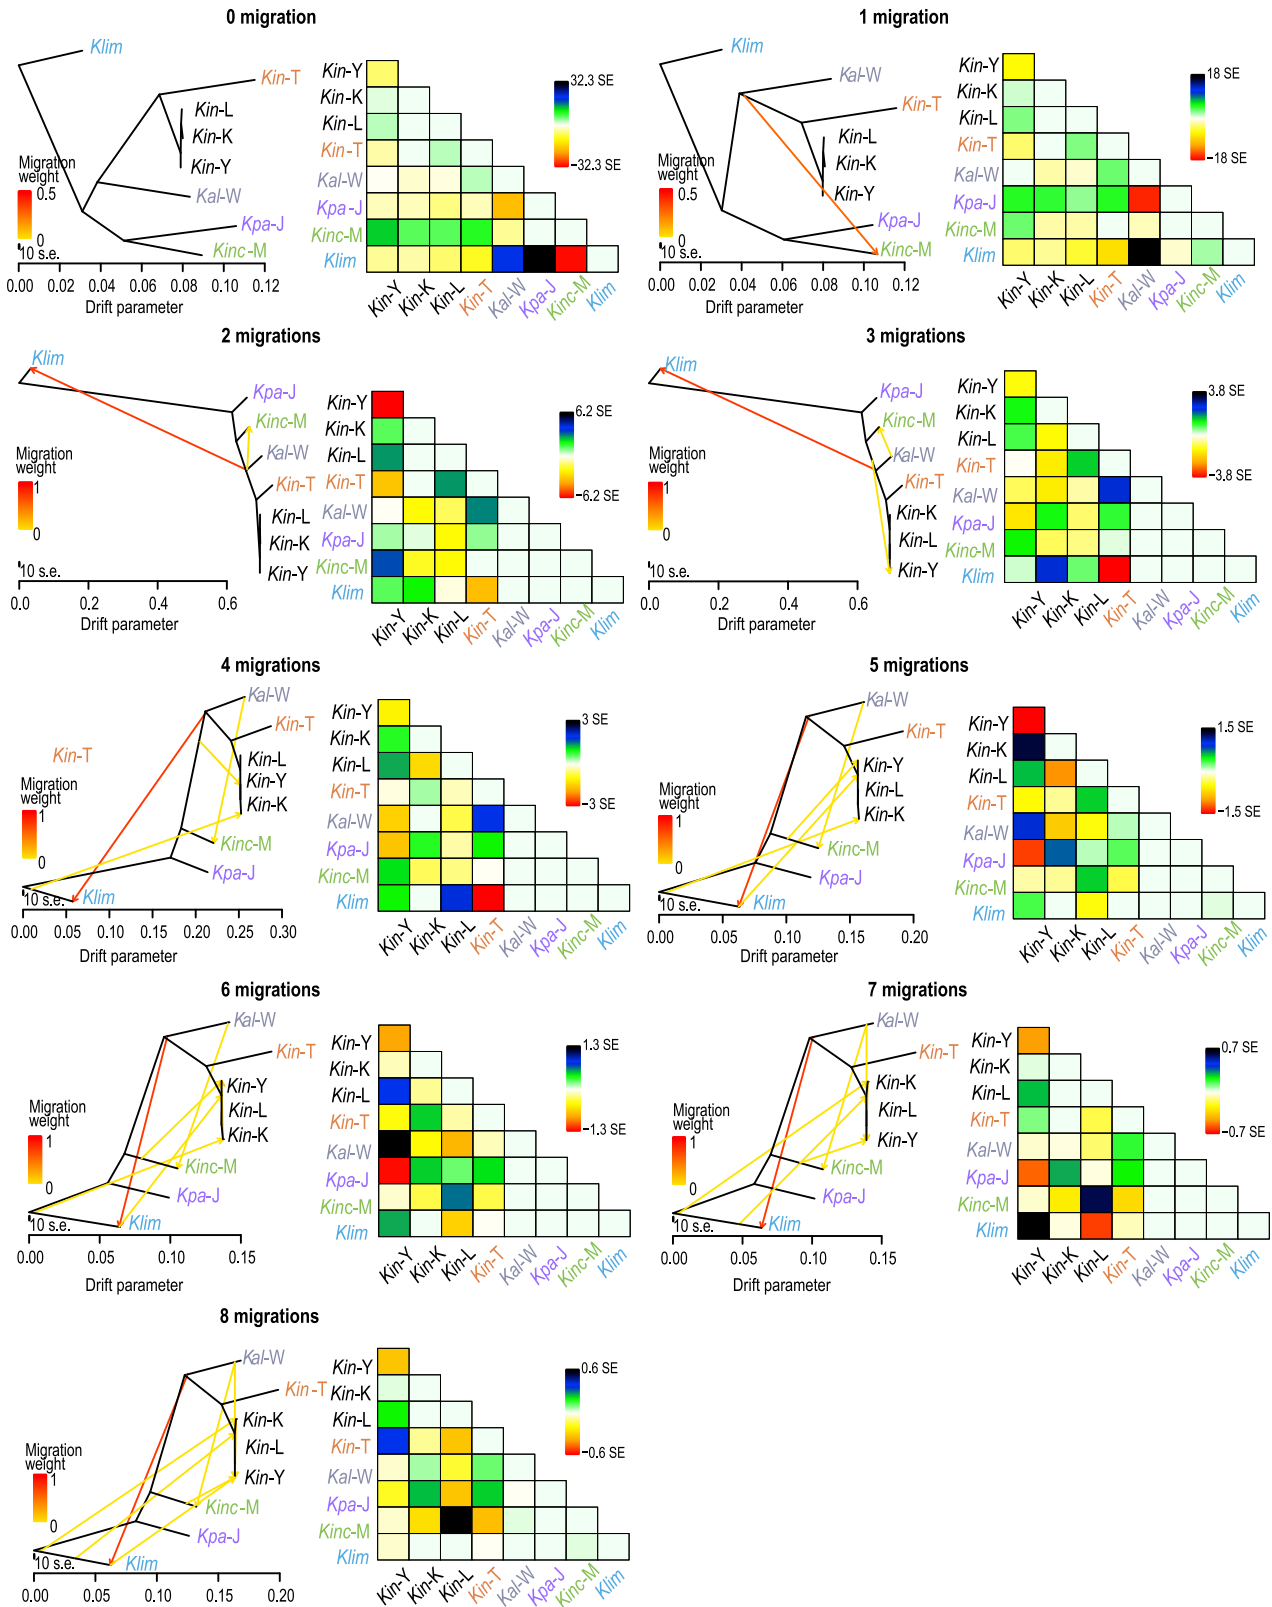 0 migration
Klim
Kin-T
Kin-L
Kin-K
Kin-Y
Kal-W
Kpa-J
Kinc-M
Migration
weight
0.5
0
10 s.e.
0.00 0.02 0.04 0.06 0.08 0.10 0.12
Drift parameter
Kin-Y
Kin-K
Kin-L
Kin-T
Kal-W
Kpa-J
Kinc-M
Klim
Kin-Y Kin-K Kin-L Kin-T Kal-W Kpa-J Kinc-M Klim
32.3 SE
−32.3 SE
1 migration
Klim
Kal-W
Kin-T
Kin-L
Kin-K
Kin-Y
Kpa-J
Kinc-M
Migration
weight
0.5
0
10 s.e.
0.00 0.02 0.04 0.06 0.08 0.10 0.12
Drift parameter
Kin-Y
Kin-K
Kin-L
Kin-T
Kal-W
Kpa-J
Kinc-M
Klim
Kin-Y Kin-K Kin-L Kin-T Kal-W Kpa-J Kinc-M Klim
18 SE
−18 SE
2 migrations
Klim
Kpa-J
Kinc-M
Kal-W
Kin-T
Kin-L
Kin-K
Kin-Y
Migration
weight
1
0
10 s.e.
0.0 0.2 0.4 0.6
Drift parameter
Kin-Y
Kin-K
Kin-L
Kin-T
Kal-W
Kpa-J
Kinc-M
Klim
Kin-Y Kin-K Kin-L Kin-T Kal-W Kpa-J Kinc-M Klim
6.2 SE
−6.2 SE
3 migrations
Klim
Kpa-J
Kinc-M
Kal-W
Kin-T
Kin-K
Kin-L
Kin-Y
Migration
weight
1
0
10 s.e.
0.0 0.2 0.4 0.6
Drift parameter
Kin-Y
Kin-K
Kin-L
Kin-T
Kal-W
Kpa-J
Kinc-M
Klim
Kin-Y Kin-K Kin-L Kin-T Kal-W Kpa-J Kinc-M Klim
3.8 SE
−3.8 SE
4 migrations
Kal-W
Kin-T
Kin-L
Kin-Y
Kin-K
Kinc-M
Kpa-J
Klim
Kin-T
Migration
weight
1
0
10 s.e.
0.00 0.05 0.10 0.15 0.20 0.25 0.30
Drift parameter
Kin-Y
Kin-K
Kin-L
Kin-T
Kal-W
Kpa-J
Kinc-M
Klim
Kin-Y Kin-K Kin-L Kin-T Kal-W Kpa-J Kinc-M Klim
3 SE
−3 SE
5 migrations
Kal-W
Kin-T
Kin-Y
Kin-L
Kin-K
Kinc-M
Kpa-J
Klim
Migration
weight
1
0
10 s.e.
0.00 0.05 0.10 0.15 0.20
Drift parameter
Kin-Y
Kin-K
Kin-L
Kin-T
Kal-W
Kpa-J
Kinc-M
Klim
Kin-Y Kin-K Kin-L Kin-T Kal-W Kpa-J Kinc-M Klim
1.5 SE
−1.5 SE
6 migrations
Kal-W
Kin-T
Kin-Y
Kin-L
Kin-K
Kinc-M
Kpa-J
Klim
Migration
weight
1
0
10 s.e.
0.00 0.05 0.10 0.15
Drift parameter
Kin-Y
Kin-K
Kin-L
Kin-T
Kal-W
Kpa-J
Kinc-M
Klim
Kin-Y Kin-K Kin-L Kin-T Kal-W Kpa-J Kinc-M Klim
1.3 SE
−1.3 SE
7 migrations
Kal-W
Kin-T
Kin-K
Kin-L
Kin-Y
Kinc-M
Kpa-J
Klim
Migration
weight
1
0
10 s.e.
0.00 0.05 0.10 0.15
Drift parameter
Kin-Y
Kin-K
Kin-L
Kin-T
Kal-W
Kpa-J
Kinc-M
Klim
Kin-Y Kin-K Kin-L Kin-T Kal-W Kpa-J Kinc-M Klim
0.7 SE
−0.7 SE
8 migrations
Kal-W
Kin-T
Kin-K
Kin-L
Kin-Y
Kinc-M
Kpa-J
Klim
Migration
weight
1
0
10 s.e.
0.00 0.05 0.10 0.15 0.20
Kin-Y
Kin-K
Kin-L
Kin-T
Kal-W
Kpa-J
Kinc-M
Klim
Kin-Y Kin-K Kin-L Kin-T Kal-W Kpa-J Kinc-M Klim
0.6 SE
−0.6 SE